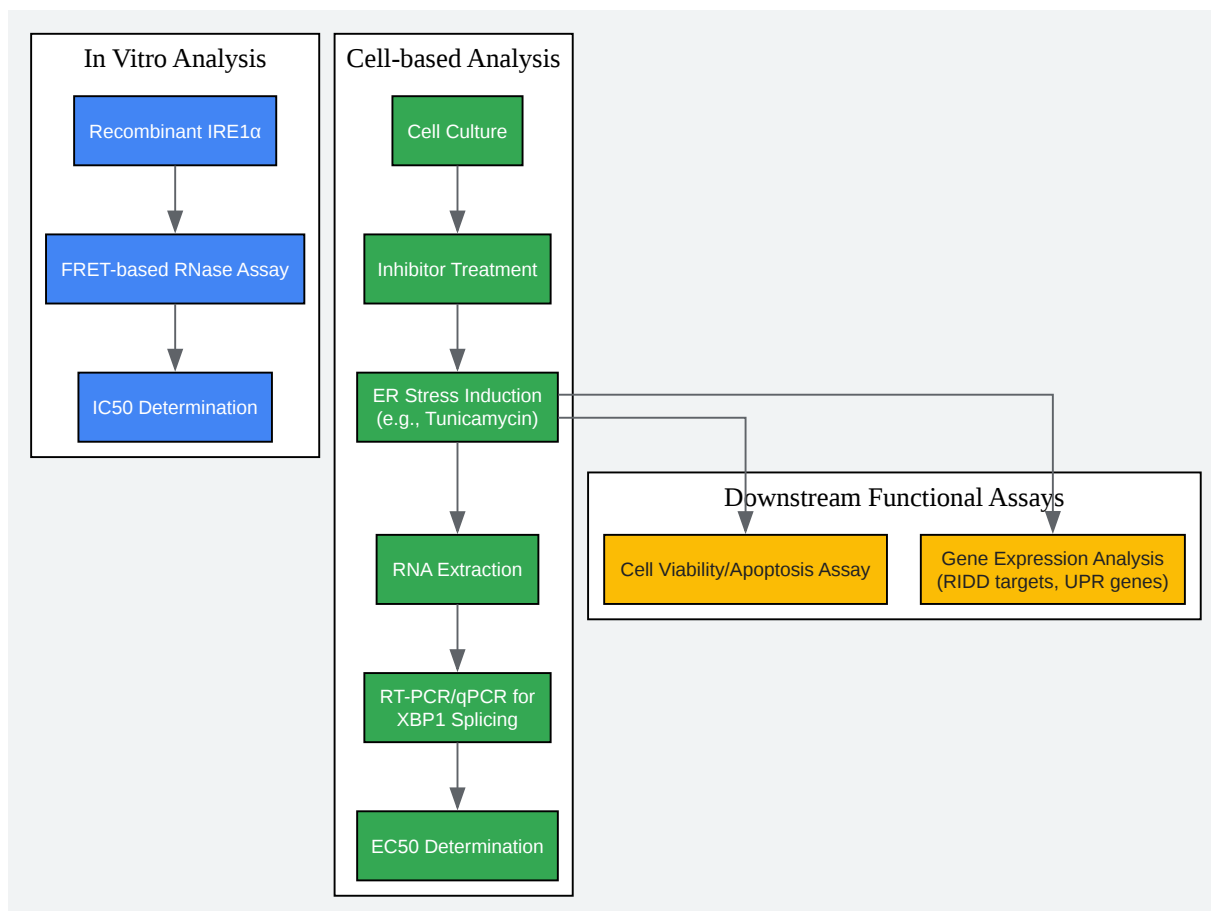 In Vitro Analysis
Recombinant IRE1α
FRET-based RNase Assay
IC50 Determination
Cell-based Analysis
Cell Culture
Inhibitor Treatment
ER Stress Induction
(e.g., Tunicamycin)
RNA Extraction
RT-PCR/qPCR for
XBP1 Splicing
EC50 Determination
Downstream Functional Assays
Cell Viability/Apoptosis Assay
Gene Expression Analysis
(RIDD targets, UPR genes)